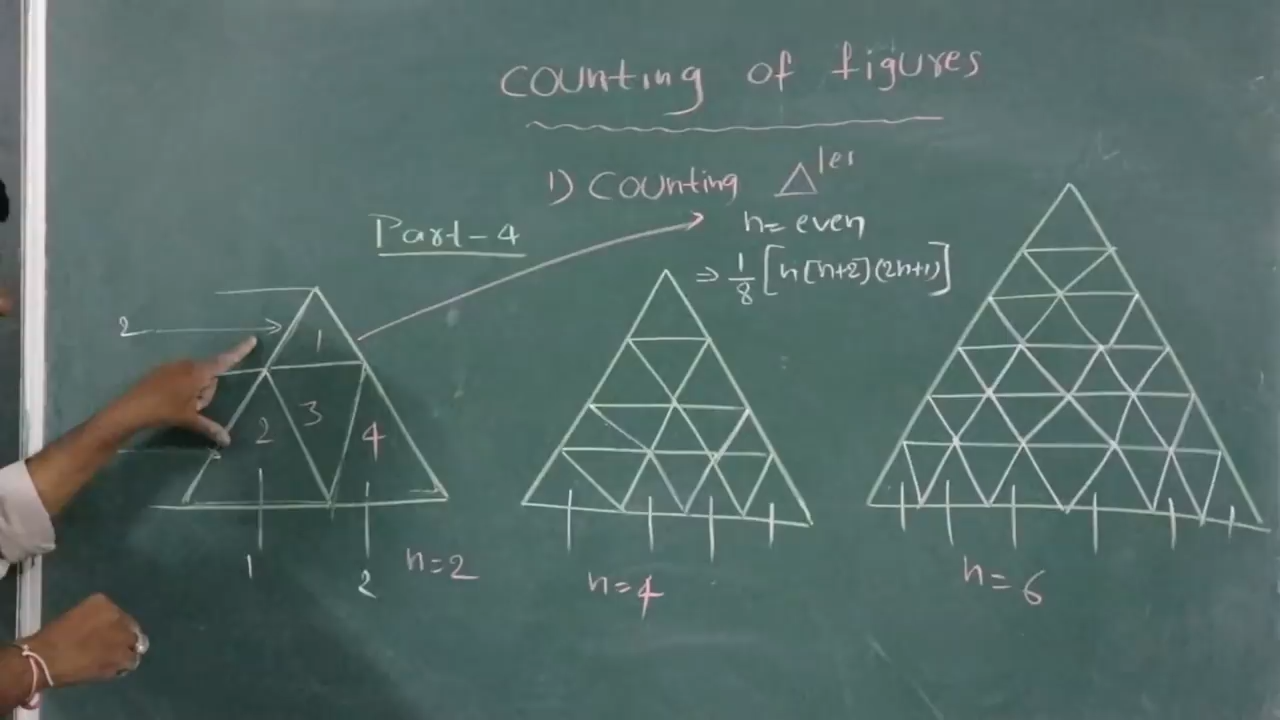 counting of figures
1) counting △les
Part-4
n= even
⇒ 1/8 [n[n+2](2n+1)]
2
1
2 3 4
1 2
n=2
n=4
n=6